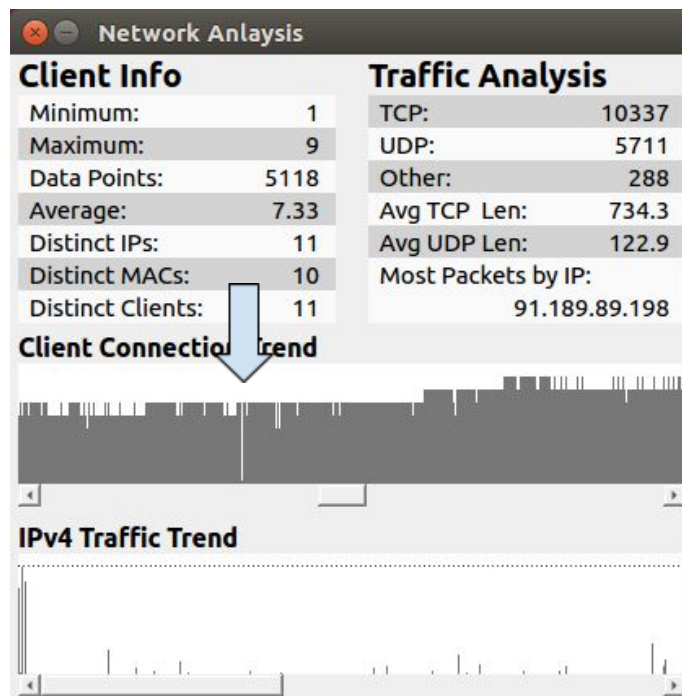 Network Anlaysis
Client Info
Minimum: 1
Maximum: 9
Data Points: 5118
Average: 7.33
Distinct IPs: 11
Distinct MACs: 10
Distinct Clients: 11
Traffic Analysis
TCP: 10337
UDP: 5711
Other: 288
Avg TCP Len: 734.3
Avg UDP Len: 122.9
Most Packets by IP:
91.189.89.198
Client Connection Trend
IPv4 Traffic Trend